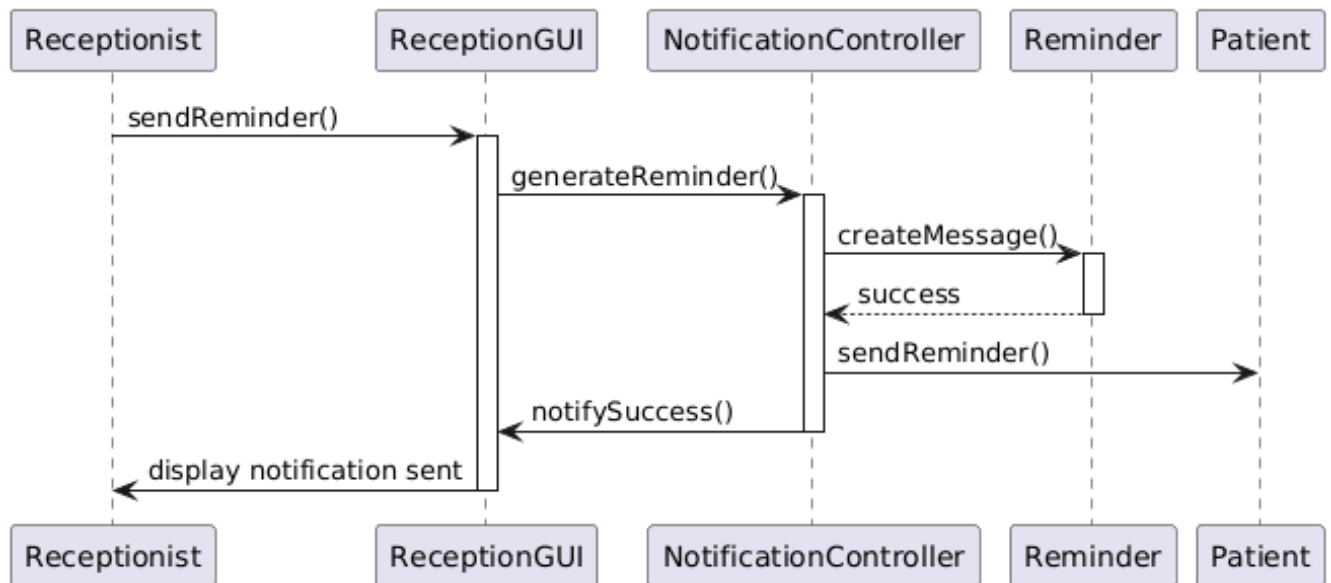 Receptionist ReceptionGUI NotificationController Reminder Patient
sendReminder()
generateReminder()
createMessage()
success
sendReminder()
notifySuccess()
display notification sent
Receptionist ReceptionGUI NotificationController Reminder Patient